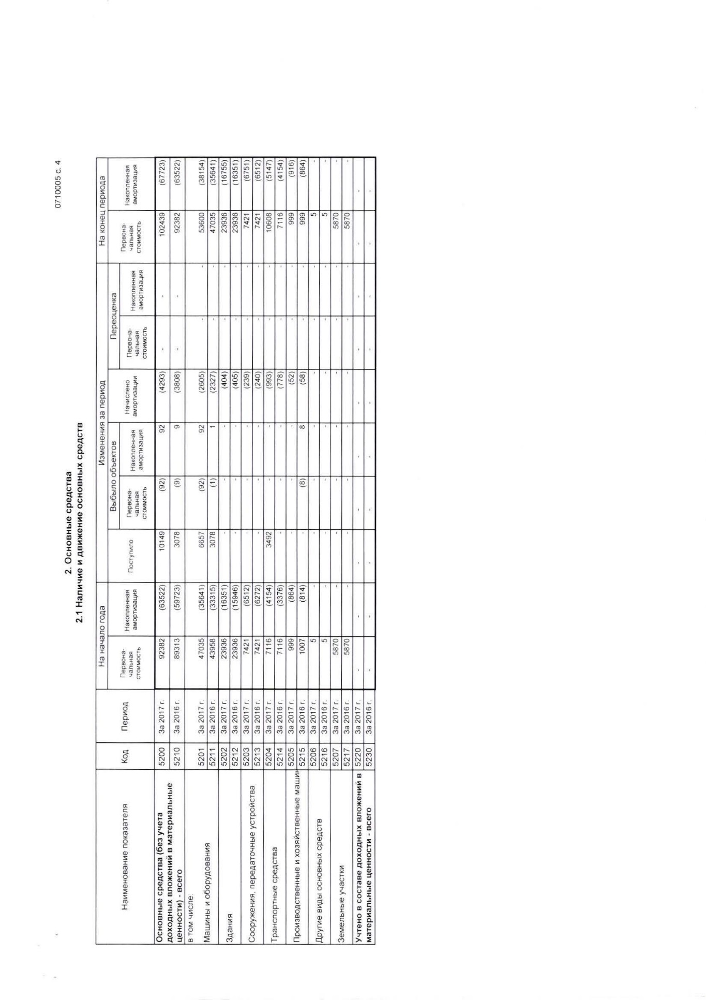 0710005 с. 4
2. Основные средства
2.1 Наличие и движение основных средств
Наименование показателя Код Период На начало года Изменения за период На конец периода
Первона-чальная стоимость Накопленная амортизация Поступило Выбыло объектов Начислено амортизации Переоценка Первона-чальная стоимость Накопленная амортизация
Первона-чальная стоимость Накопленная амортизация Первона-чальная стоимость Накопленная амортизация
Основные средства (без учета
доходных вложений в материальные
ценности) - всего
5200 За 2017 г. 92382 (63522) 10149 (92) 92 (4293) - - 102439 (67723)
5210 За 2016 г. 89313 (59723) 3078 (9) 9 (3808) - - 92382 (63522)
в том числе:
Машины и оборудования
5201 За 2017 г. 47035 (35641) 6657 (92) 92 (2605) - - 53600 (38154)
5211 За 2016 г. 43958 (33315) 3078 (1) 1 (2327) - - 47035 (35641)
Здания
5202 За 2017 г. 23936 (16351) - - - (404) - - 23936 (16755)
5212 За 2016 г. 23936 (15946) - - - (405) - - 23936 (16351)
Сооружения, передаточные устройства
5203 За 2017 г. 7421 (6512) - - - (239) - - 7421 (6751)
5213 За 2016 г. 7421 (6272) - - - (240) - - 7421 (6512)
Транспортные средства
5204 За 2017 г. 7116 (4154) 3492 - - (993) - - 10608 (5147)
5214 За 2016 г. 7116 (3376) - - - (778) - - 7116 (4154)
Производственные и хозяйственные машин
5205 За 2017 г. 999 (864) - - - (52) - - 999 (916)
5215 За 2016 г. 1007 (814) - (8) 8 (58) - - 999 (864)
Другие виды основных средств
5206 За 2017 г. 5 - - - - - - - 5 -
5216 За 2016 г. 5 - - - - - - - 5 -
Земельные участки
5207 За 2017 г. 5870 - - - - - - - 5870 -
5217 За 2016 г. 5870 - - - - - - - 5870 -
Учтено в составе доходных вложений в
материальные ценности - всего
5220 За 2017 г. - - - - - - - - - -
5230 За 2016 г. - - - - - - - - - -